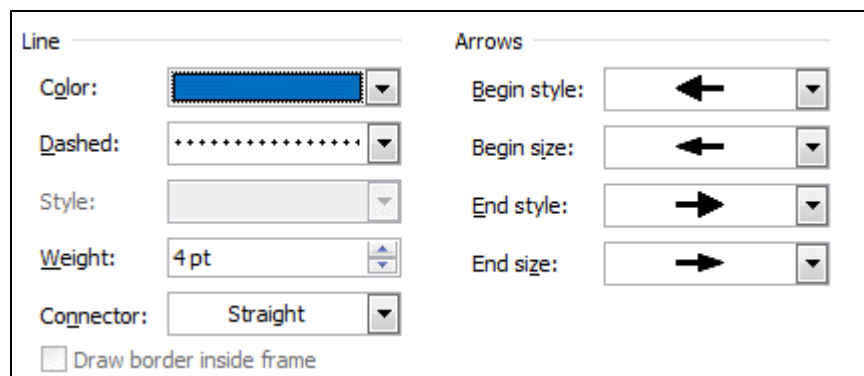 Line
Color:
Dashed:
Style:
Weight: 4 pt
Connector: Straight
Draw border inside frame
Arrows
Begin style:
Begin size:
End style:
End size: